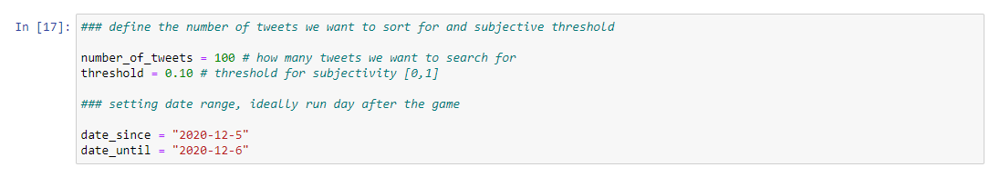 In [17]: ### define the number of tweets we want to sort for and subjective threshold
number_of_tweets = 100 # how many tweets we want to search for
threshold = 0.10 # threshold for subjectivity [0,1]
### setting date range, ideally run day after the game
date_since = "2020-12-5"
date_until = "2020-12-6"